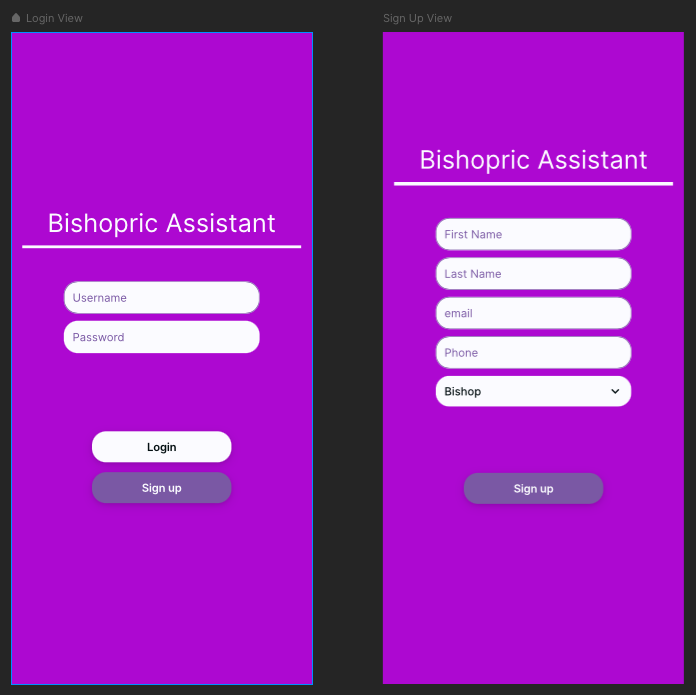 Login View
Bishopric Assistant
Username
Password
Login
Sign up
Sign Up View
Bishopric Assistant
First Name
Last Name
email
Phone
Bishop
Sign up